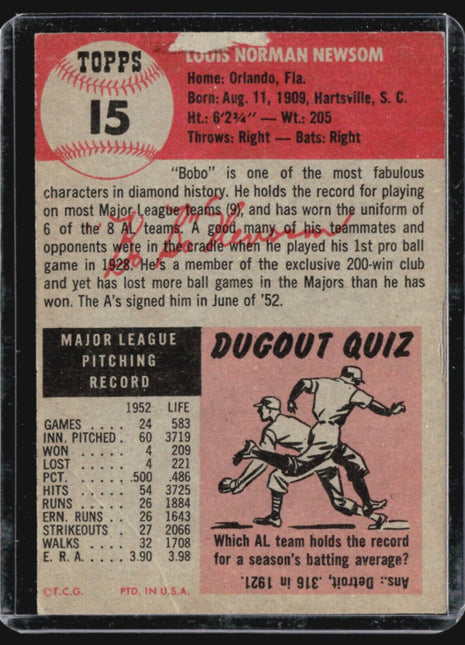 TOPPS
15
LOUIS NORMAN NEWSOM
Home: Orlando, Fla.
Born: Aug. 11, 1909, Hartsville, S. C.
Ht.: 6'2¾" — Wt.: 205
Throws: Right — Bats: Right
"Bobo" is one of the most fabulous
characters in diamond history. He holds the record for playing
on most Major League teams (9), and has worn the uniform of
6 of the 8 AL teams. A good many of his teammates and
opponents were in the cradle when he played his 1st pro ball
game in 1928. He's a member of the exclusive 200-win club
and yet has lost more ball games in the Majors than he has
won. The A's signed him in June of '52.
"Bo Bo" Newsom
MAJOR LEAGUE
PITCHING
RECORD
1952 LIFE
GAMES . . . . 24 583
INN. PITCHED . 60 3719
WON . . . . . 4 209
LOST . . . . . 4 221
PCT. . . . . . .500 .486
HITS . . . . . 54 3725
RUNS . . . . . 26 1884
ERN. RUNS . . 26 1643
STRIKEOUTS . . 27 2066
WALKS . . . . 32 1708
E. R. A. . . . . 3.90 3.98
©T.C.G. PTD. IN U.S.A.
DUGOUT QUIZ
Which AL team holds the record
for a season's batting average?
Ans.: Detroit, .316, in 1921.